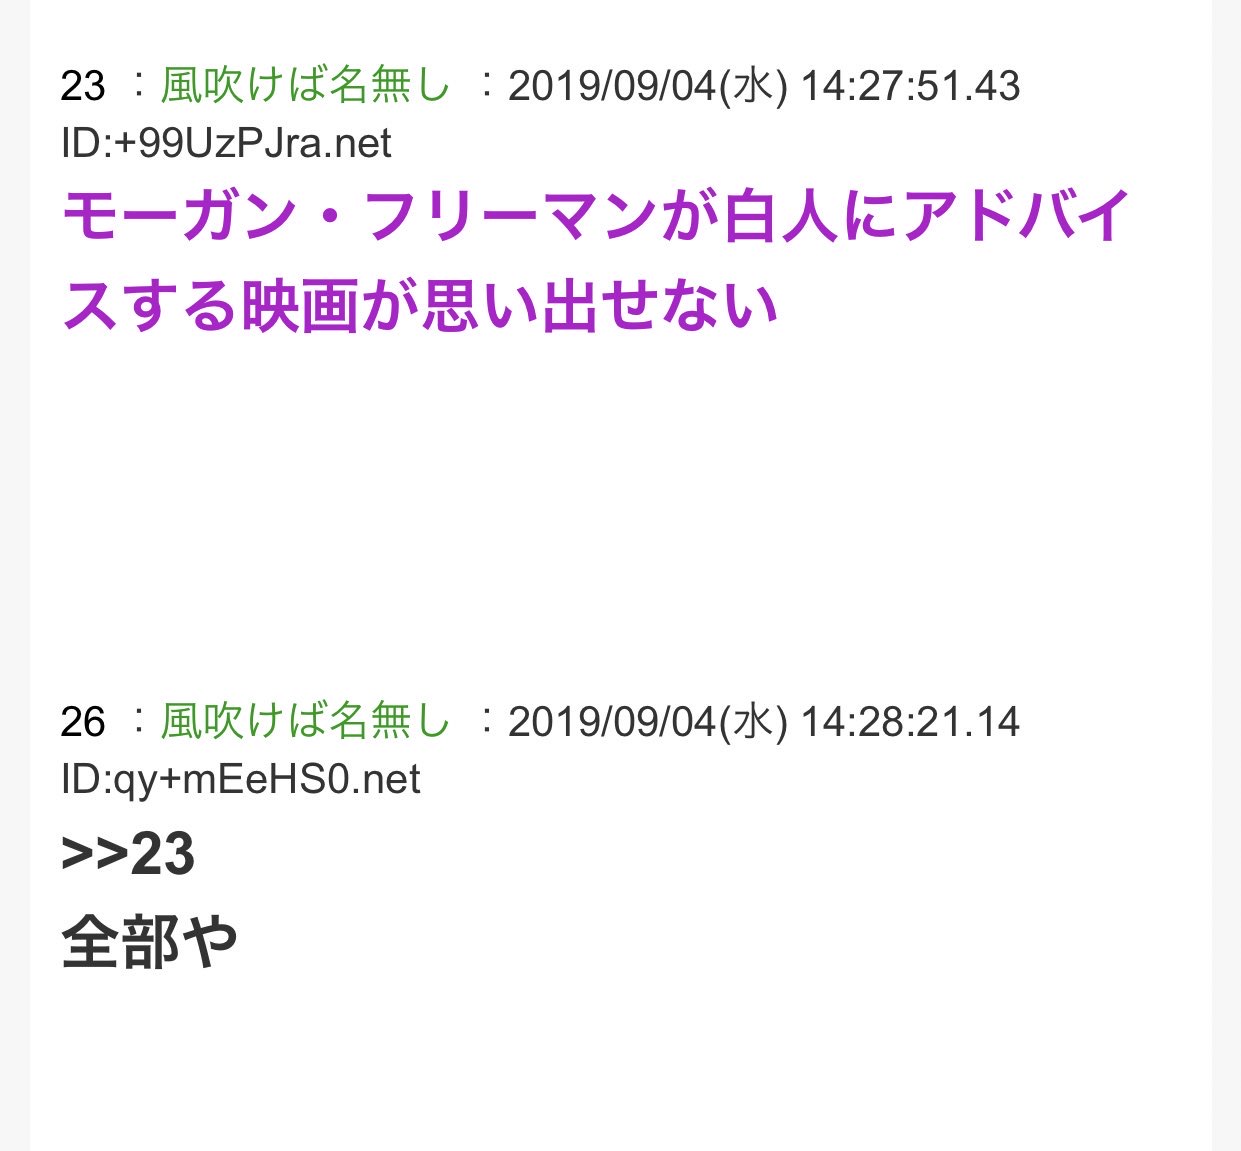 23 ：風吹けば名無し ：2019/09/04(水) 14:27:51.43
ID:+99UzPJra.net
モーガン・フリーマンが白人にアドバイ
スする映画が思い出せない
26 ：風吹けば名無し ：2019/09/04(水) 14:28:21.14
ID:qy+mEeHS0.net
>>23
全部や